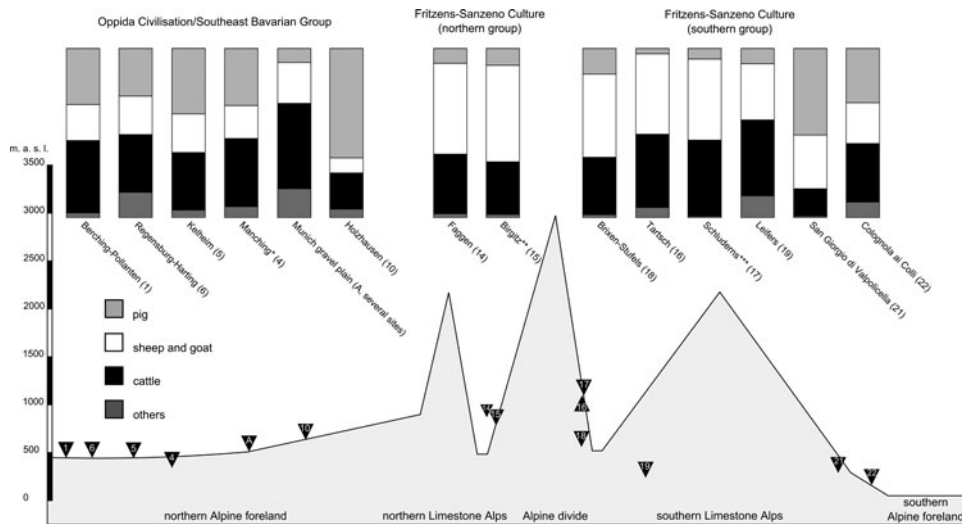 Oppida Civilisation/Southeast Bavarian Group
Fritzens-Sanzeno Culture
(northern group)
Fritzens-Sanzeno Culture
(southern group)
m. a. s. l.
3500
3000
2500
2000
1500
1000
500
0
Berching-Pollanten (1)
Regensburg-Harting (6)
Kelheim (5)
Manching* (4)
Munich gravel plain (A, several sites)
Holzhausen (10)
Faggen (14)
Birgitz** (15)
Brixen-Stufels (18)
Tartsch (16)
Schluderns*** (17)
Leifers (19)
San Giorgio di Valpolicella (21)
Colognola ai Colli (22)
pig
sheep and goat
cattle
others
1
6
5
4
A
10
15
17
16
18
19
21
22
northern Alpine foreland
northern Limestone Alps
Alpine divide
southern Limestone Alps
southern
Alpine foreland